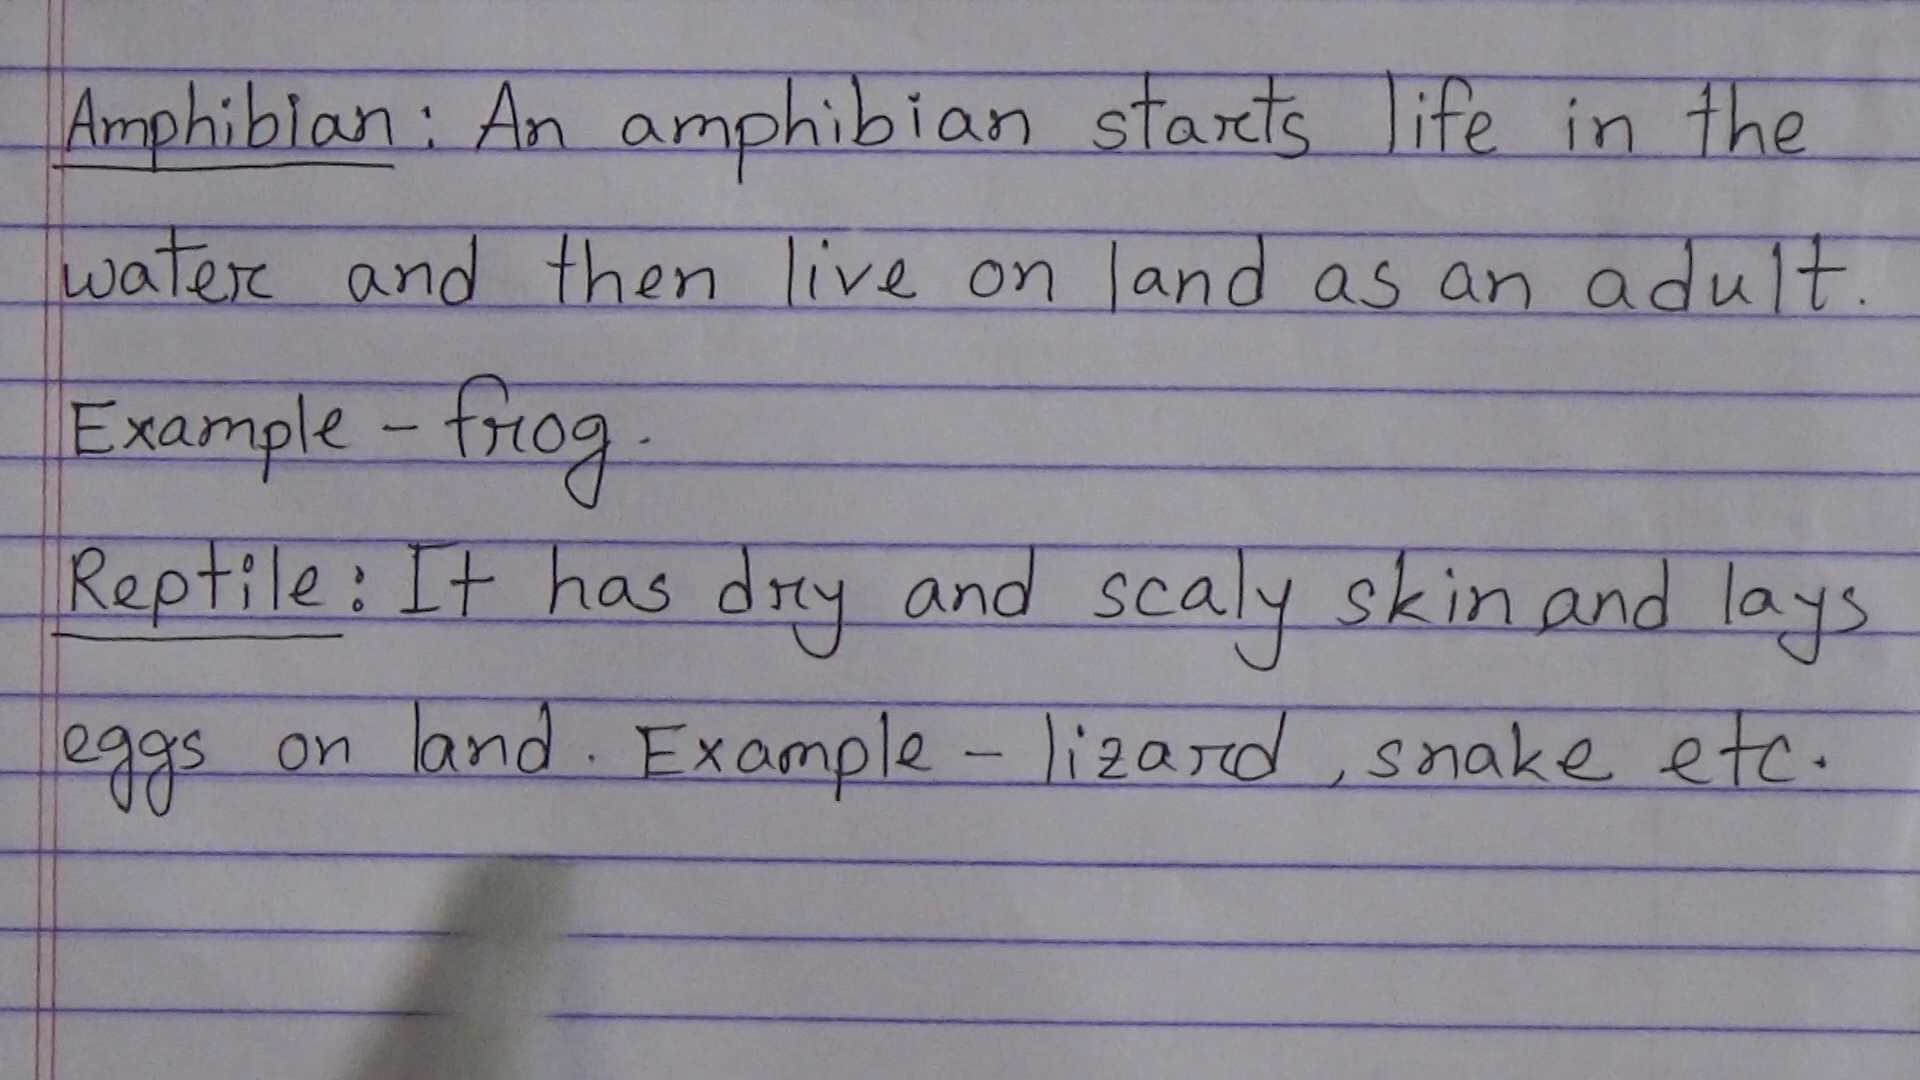 Amphibian: An amphibian starts life in the
water and then live on land as an adult.
Example - frog.
Reptile: It has dry and scaly skin and lays
eggs on land. Example - lizard, snake etc.